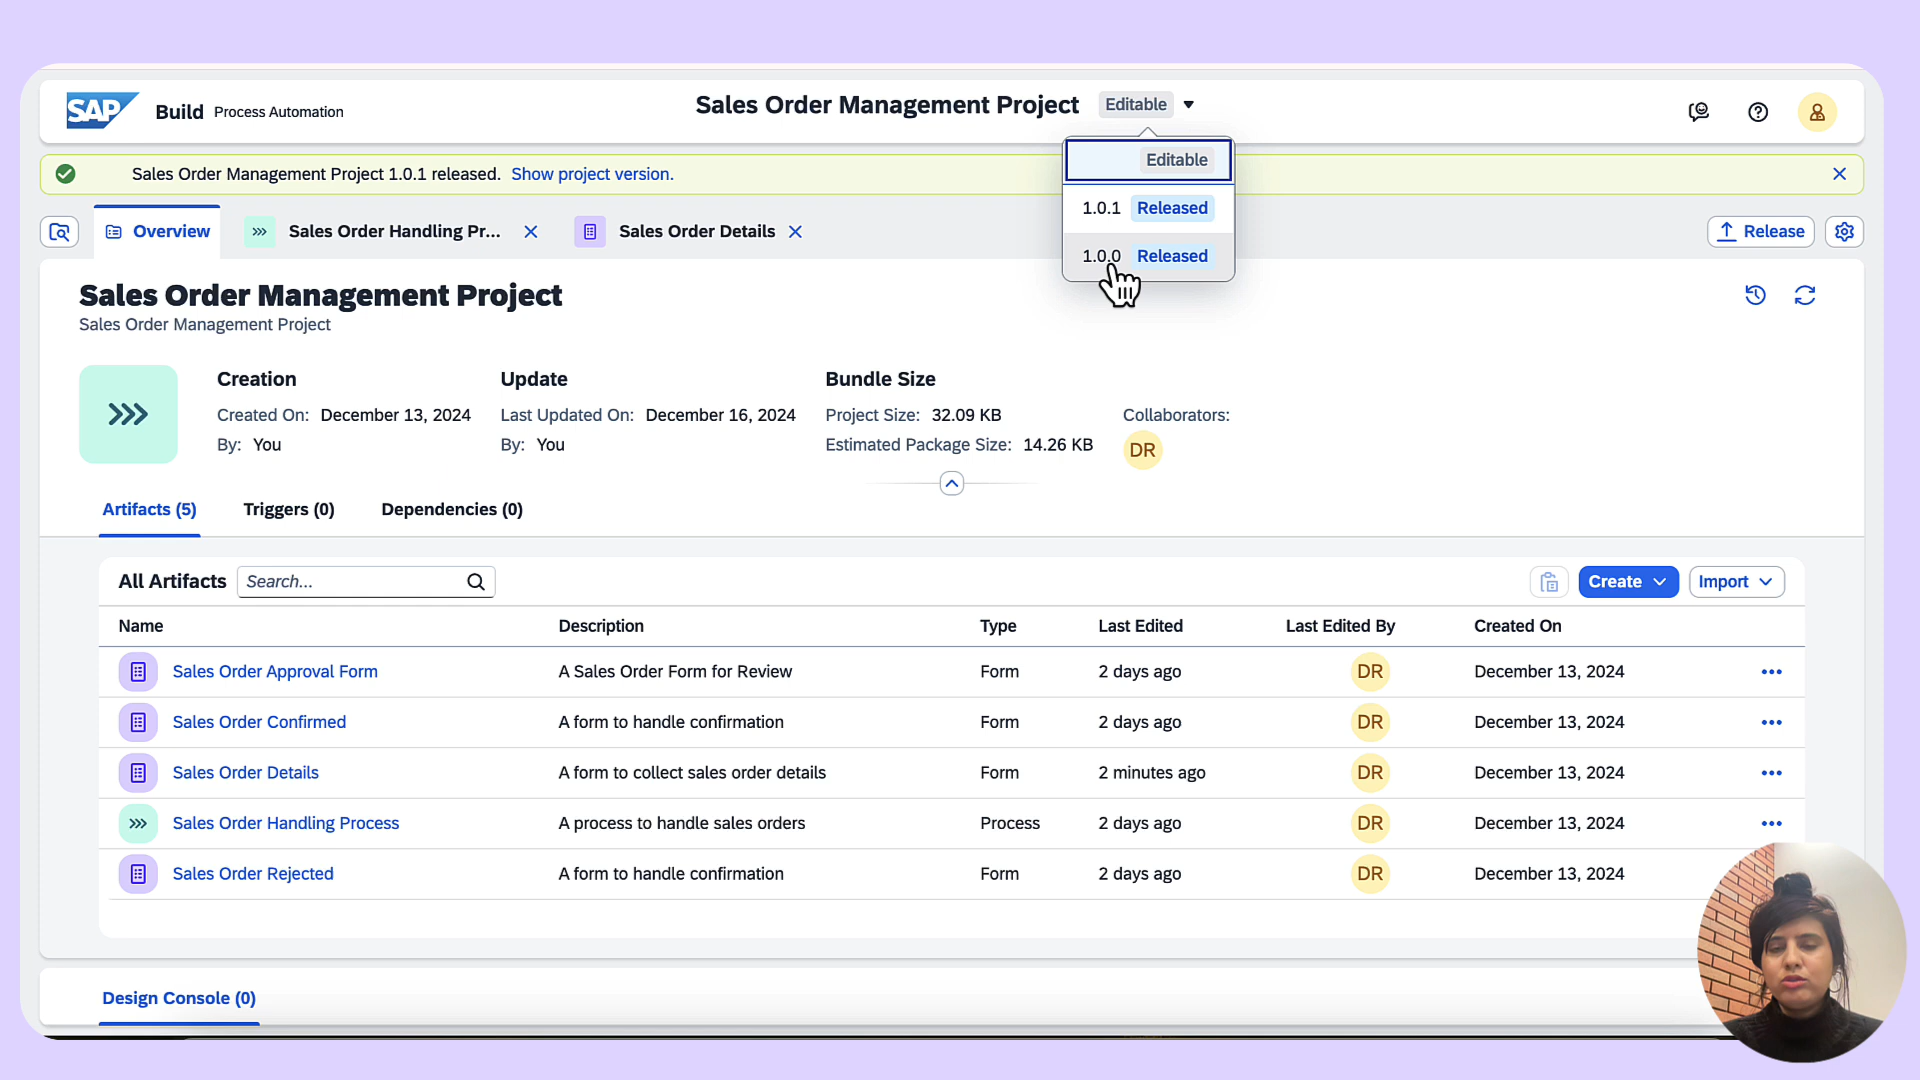 SAP Build Process Automation
Sales Order Management Project Editable
Editable
1.0.1 Released
1.0.0 Released
Sales Order Management Project 1.0.1 released. Show project version.
Overview
Sales Order Handling Pr...
Sales Order Details
Release
Sales Order Management Project
Sales Order Management Project
Creation
Created On: December 13, 2024
By: You
Update
Last Updated On: December 16, 2024
By: You
Bundle Size
Project Size: 32.09 KB
Estimated Package Size: 14.26 KB
Collaborators:
DR
Artifacts (5) Triggers (0) Dependencies (0)
All Artifacts Search... Create Import
Name Description Type Last Edited Last Edited By Created On
Sales Order Approval Form A Sales Order Form for Review Form 2 days ago DR December 13, 2024
Sales Order Confirmed A form to handle confirmation Form 2 days ago DR December 13, 2024
Sales Order Details A form to collect sales order details Form 2 minutes ago DR December 13, 2024
Sales Order Handling Process A process to handle sales orders Process 2 days ago DR December 13, 2024
Sales Order Rejected A form to handle confirmation Form 2 days ago DR December 13, 2024
Design Console (0)